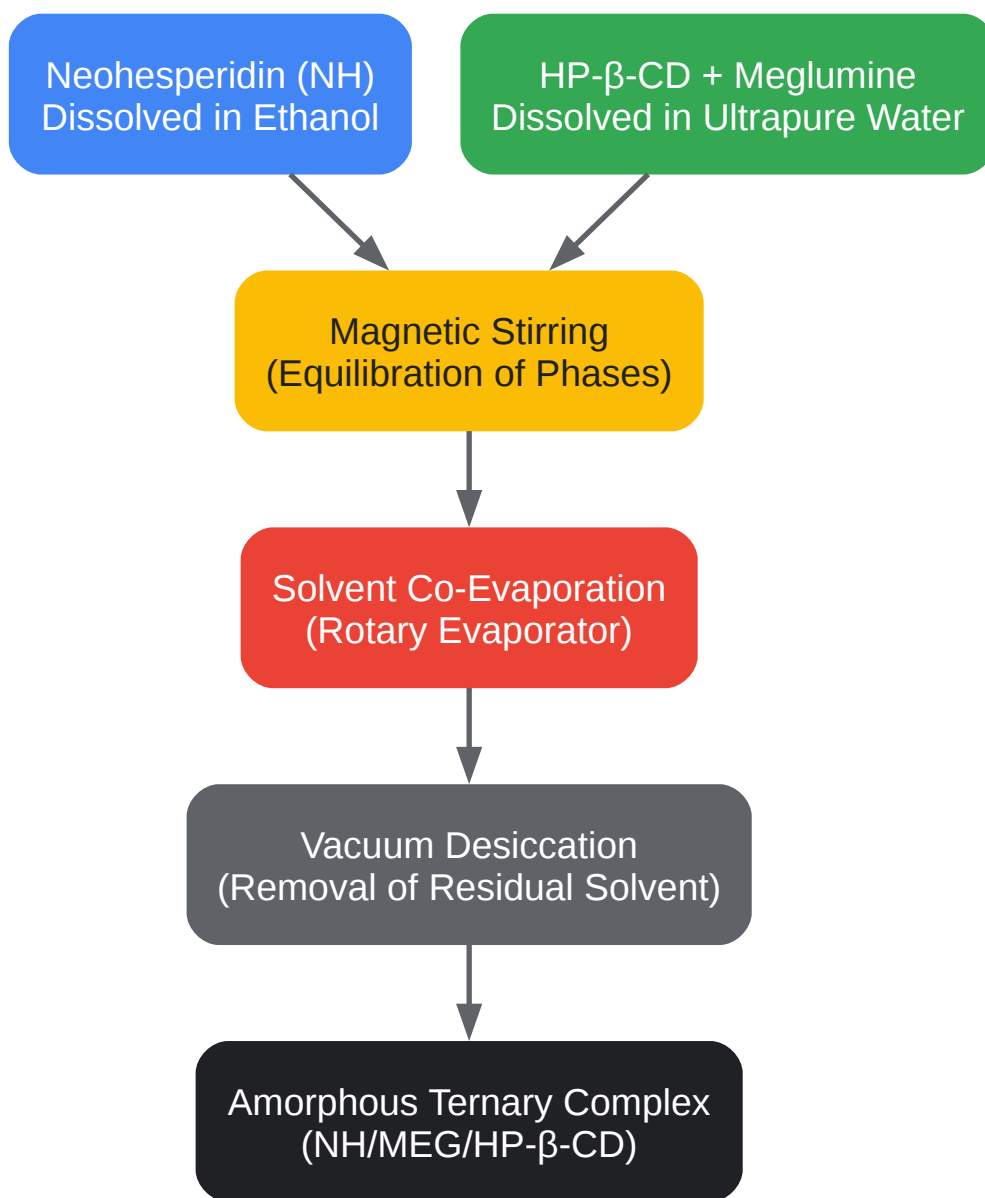 Neohesperidin (NH)
Dissolved in Ethanol
HP-β-CD + Meglumine
Dissolved in Ultrapure Water
Magnetic Stirring
(Equilibration of Phases)
Solvent Co-Evaporation
(Rotary Evaporator)
Vacuum Desiccation
(Removal of Residual Solvent)
Amorphous Ternary Complex
(NH/MEG/HP-β-CD)